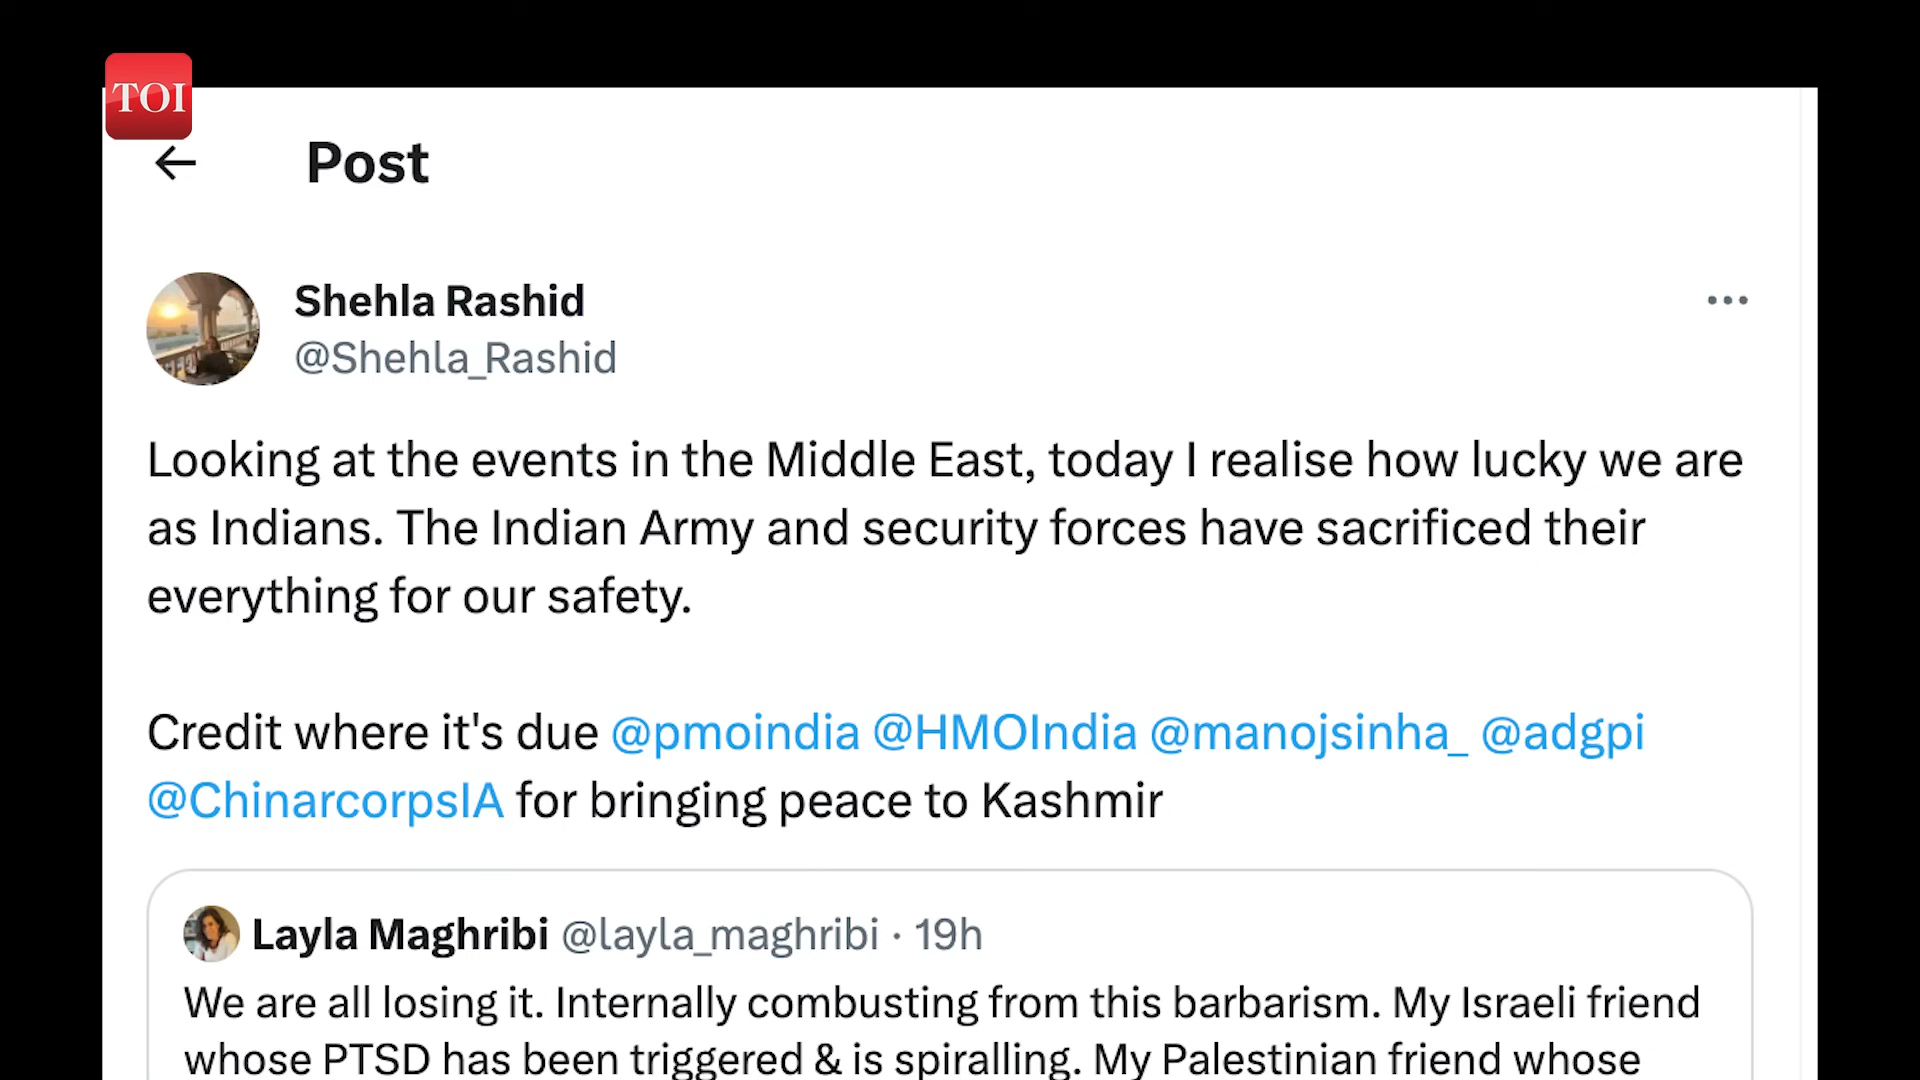 TOI
Post
Shehla Rashid
@Shehla_Rashid
Looking at the events in the Middle East, today I realise how lucky we are
as Indians. The Indian Army and security forces have sacrificed their
everything for our safety.
Credit where it's due @pmoindia @HMOIndia @manojsinha_ @adgpi
@ChinarcorpsIA for bringing peace to Kashmir
Layla Maghribi @layla_maghribi · 19h
We are all losing it. Internally combusting from this barbarism. My Israeli friend
whose PTSD has been triggered & is spiralling. My Palestinian friend whose